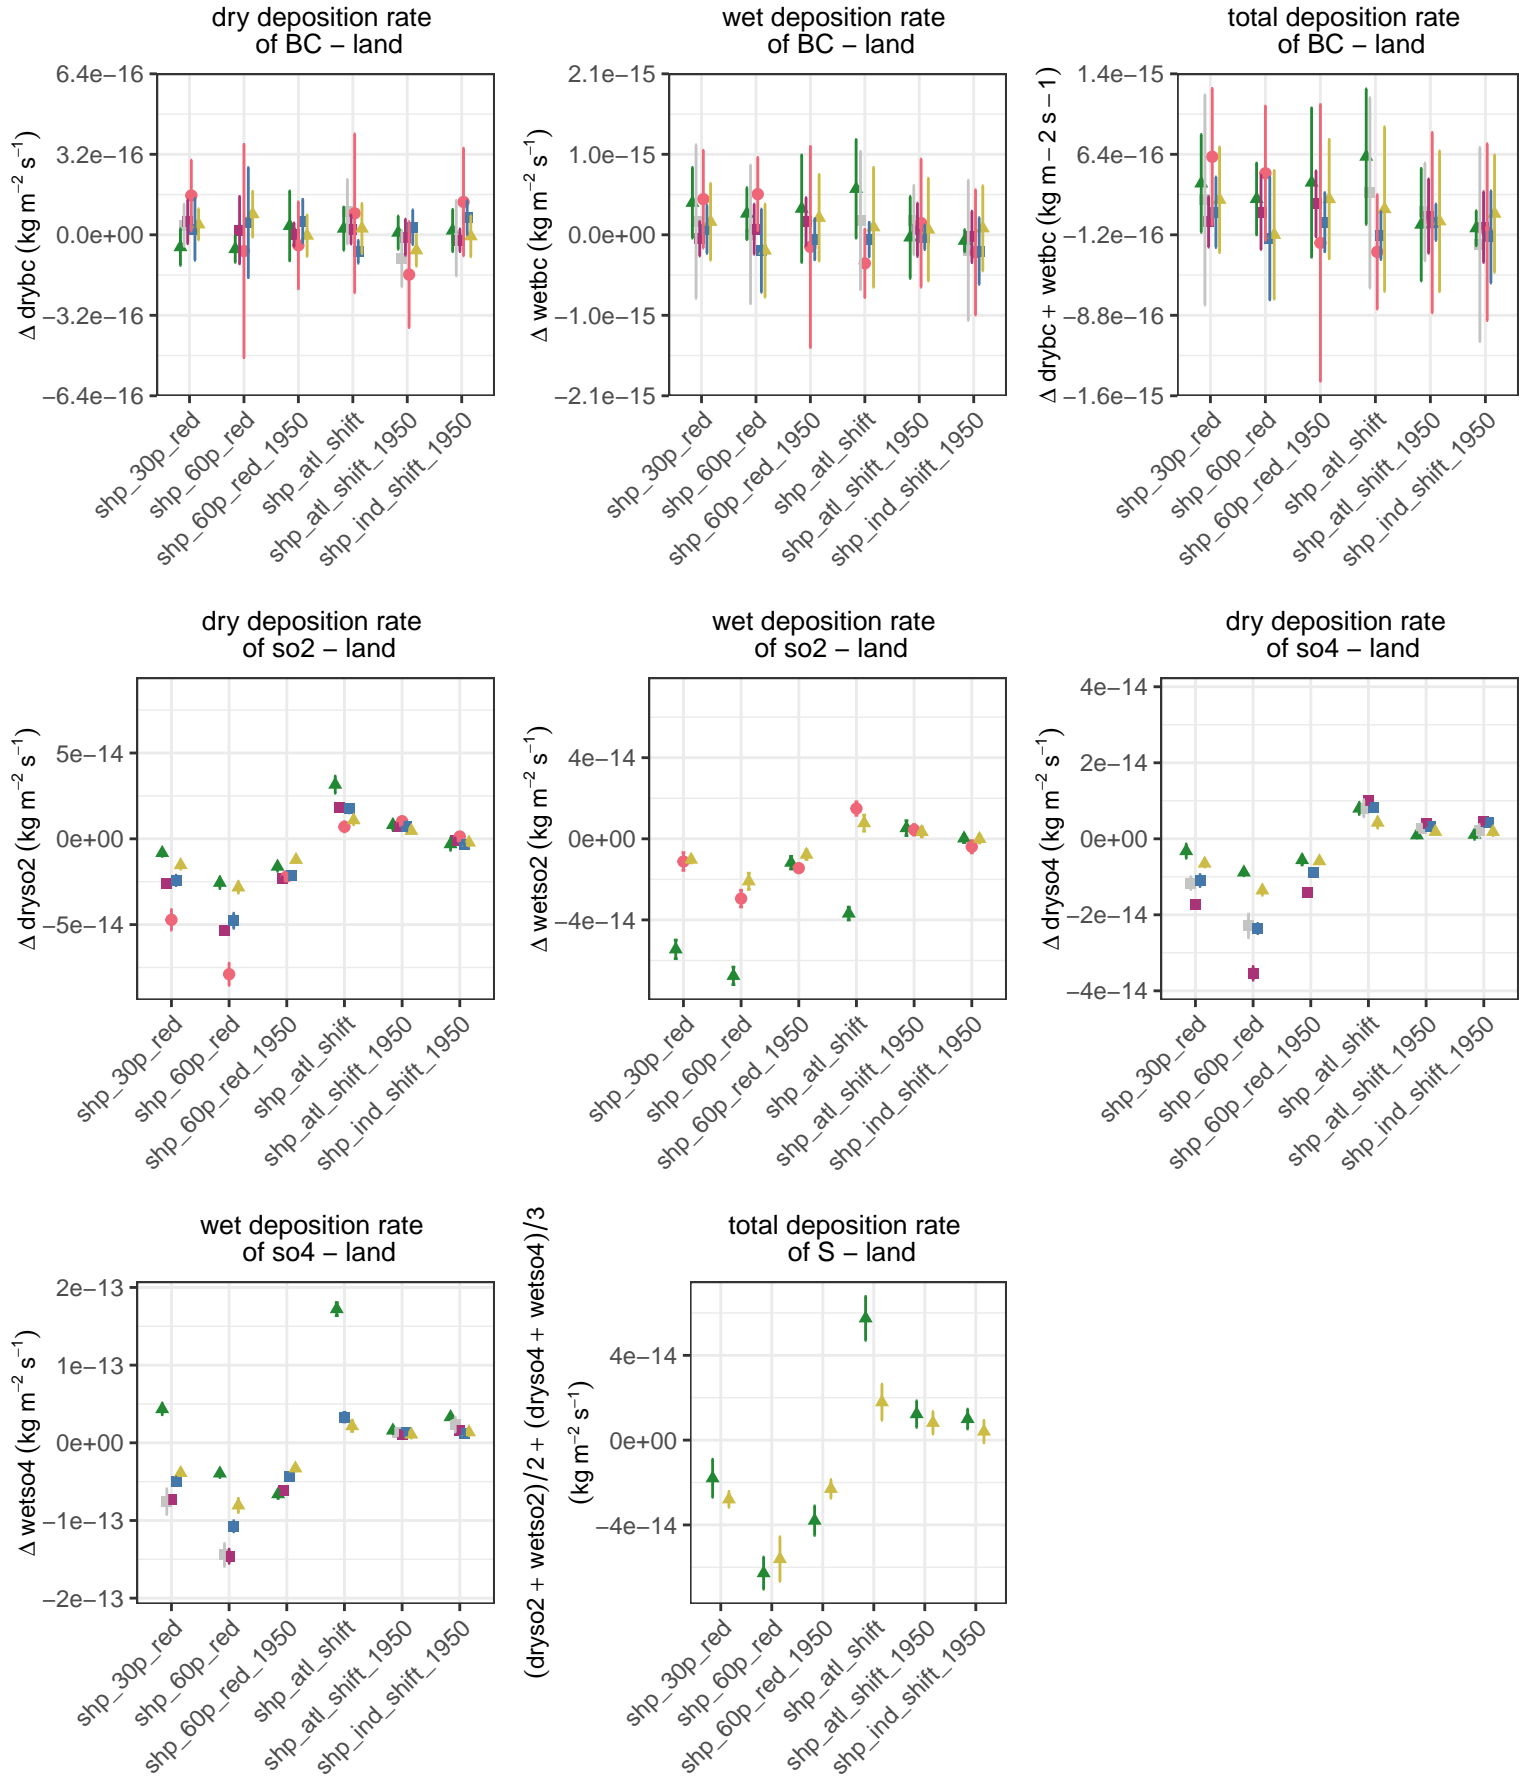 dry deposition rate
of BC − land
wet deposition rate
of BC − land
total deposition rate
of BC − land
Δ drybc (kg m−2 s−1)
6.4e−16
3.2e−16
0.0e+00
−3.2e−16
−6.4e−16
shp_30p_red
shp_60p_red
shp_60p_red_1950
shp_atl_shift
shp_atl_shift_1950
shp_ind_shift_1950
Δ wetbc (kg m−2 s−1)
2.1e−15
1.0e−15
0.0e+00
−1.0e−15
−2.1e−15
shp_30p_red
shp_60p_red
shp_60p_red_1950
shp_atl_shift
shp_atl_shift_1950
shp_ind_shift_1950
Δ drybc + wetbc (kg m − 2 s − 1)
1.4e−15
6.4e−16
−1.2e−16
−8.8e−16
−1.6e−15
shp_30p_red
shp_60p_red
shp_60p_red_1950
shp_atl_shift
shp_atl_shift_1950
shp_ind_shift_1950
dry deposition rate
of so2 − land
wet deposition rate
of so2 − land
dry deposition rate
of so4 − land
Δ dryso2 (kg m−2 s−1)
5e−14
0e+00
−5e−14
shp_30p_red
shp_60p_red
shp_60p_red_1950
shp_atl_shift
shp_atl_shift_1950
shp_ind_shift_1950
Δ wetso2 (kg m−2 s−1)
4e−14
0e+00
−4e−14
shp_30p_red
shp_60p_red
shp_60p_red_1950
shp_atl_shift
shp_atl_shift_1950
shp_ind_shift_1950
Δ dryso4 (kg m−2 s−1)
4e−14
2e−14
0e+00
−2e−14
−4e−14
shp_30p_red
shp_60p_red
shp_60p_red_1950
shp_atl_shift
shp_atl_shift_1950
shp_ind_shift_1950
wet deposition rate
of so4 − land
total deposition rate
of S − land
Δ wetso4 (kg m−2 s−1)
2e−13
1e−13
0e+00
−1e−13
−2e−13
shp_30p_red
shp_60p_red
shp_60p_red_1950
shp_atl_shift
shp_atl_shift_1950
shp_ind_shift_1950
(dryso2 + wetso2)/2 + (dryso4 + wetso4)/3
(kg m−2 s−1)
4e−14
0e+00
−4e−14
shp_30p_red
shp_60p_red
shp_60p_red_1950
shp_atl_shift
shp_atl_shift_1950
shp_ind_shift_1950